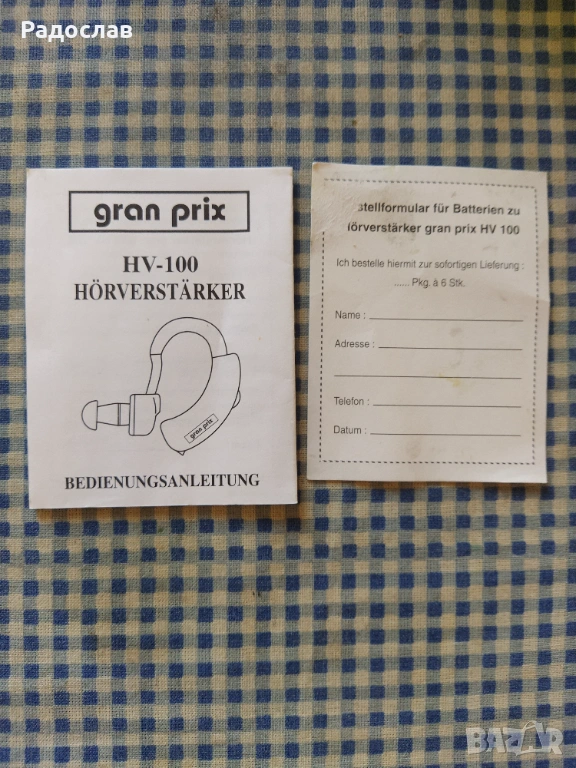 Радослав
gran prix
HV-100
HÖRVERSTÄRKER
gran prix
BEDIENUNGSANLEITUNG
stellformular für Batterien zu
örverstärker gran prix HV 100
Ich bestelle hiermit zur sofortigen Lieferung :
...... Pkg. à 6 Stk.
Name :
Adresse :
Telefon :
Datum :
BAZAR